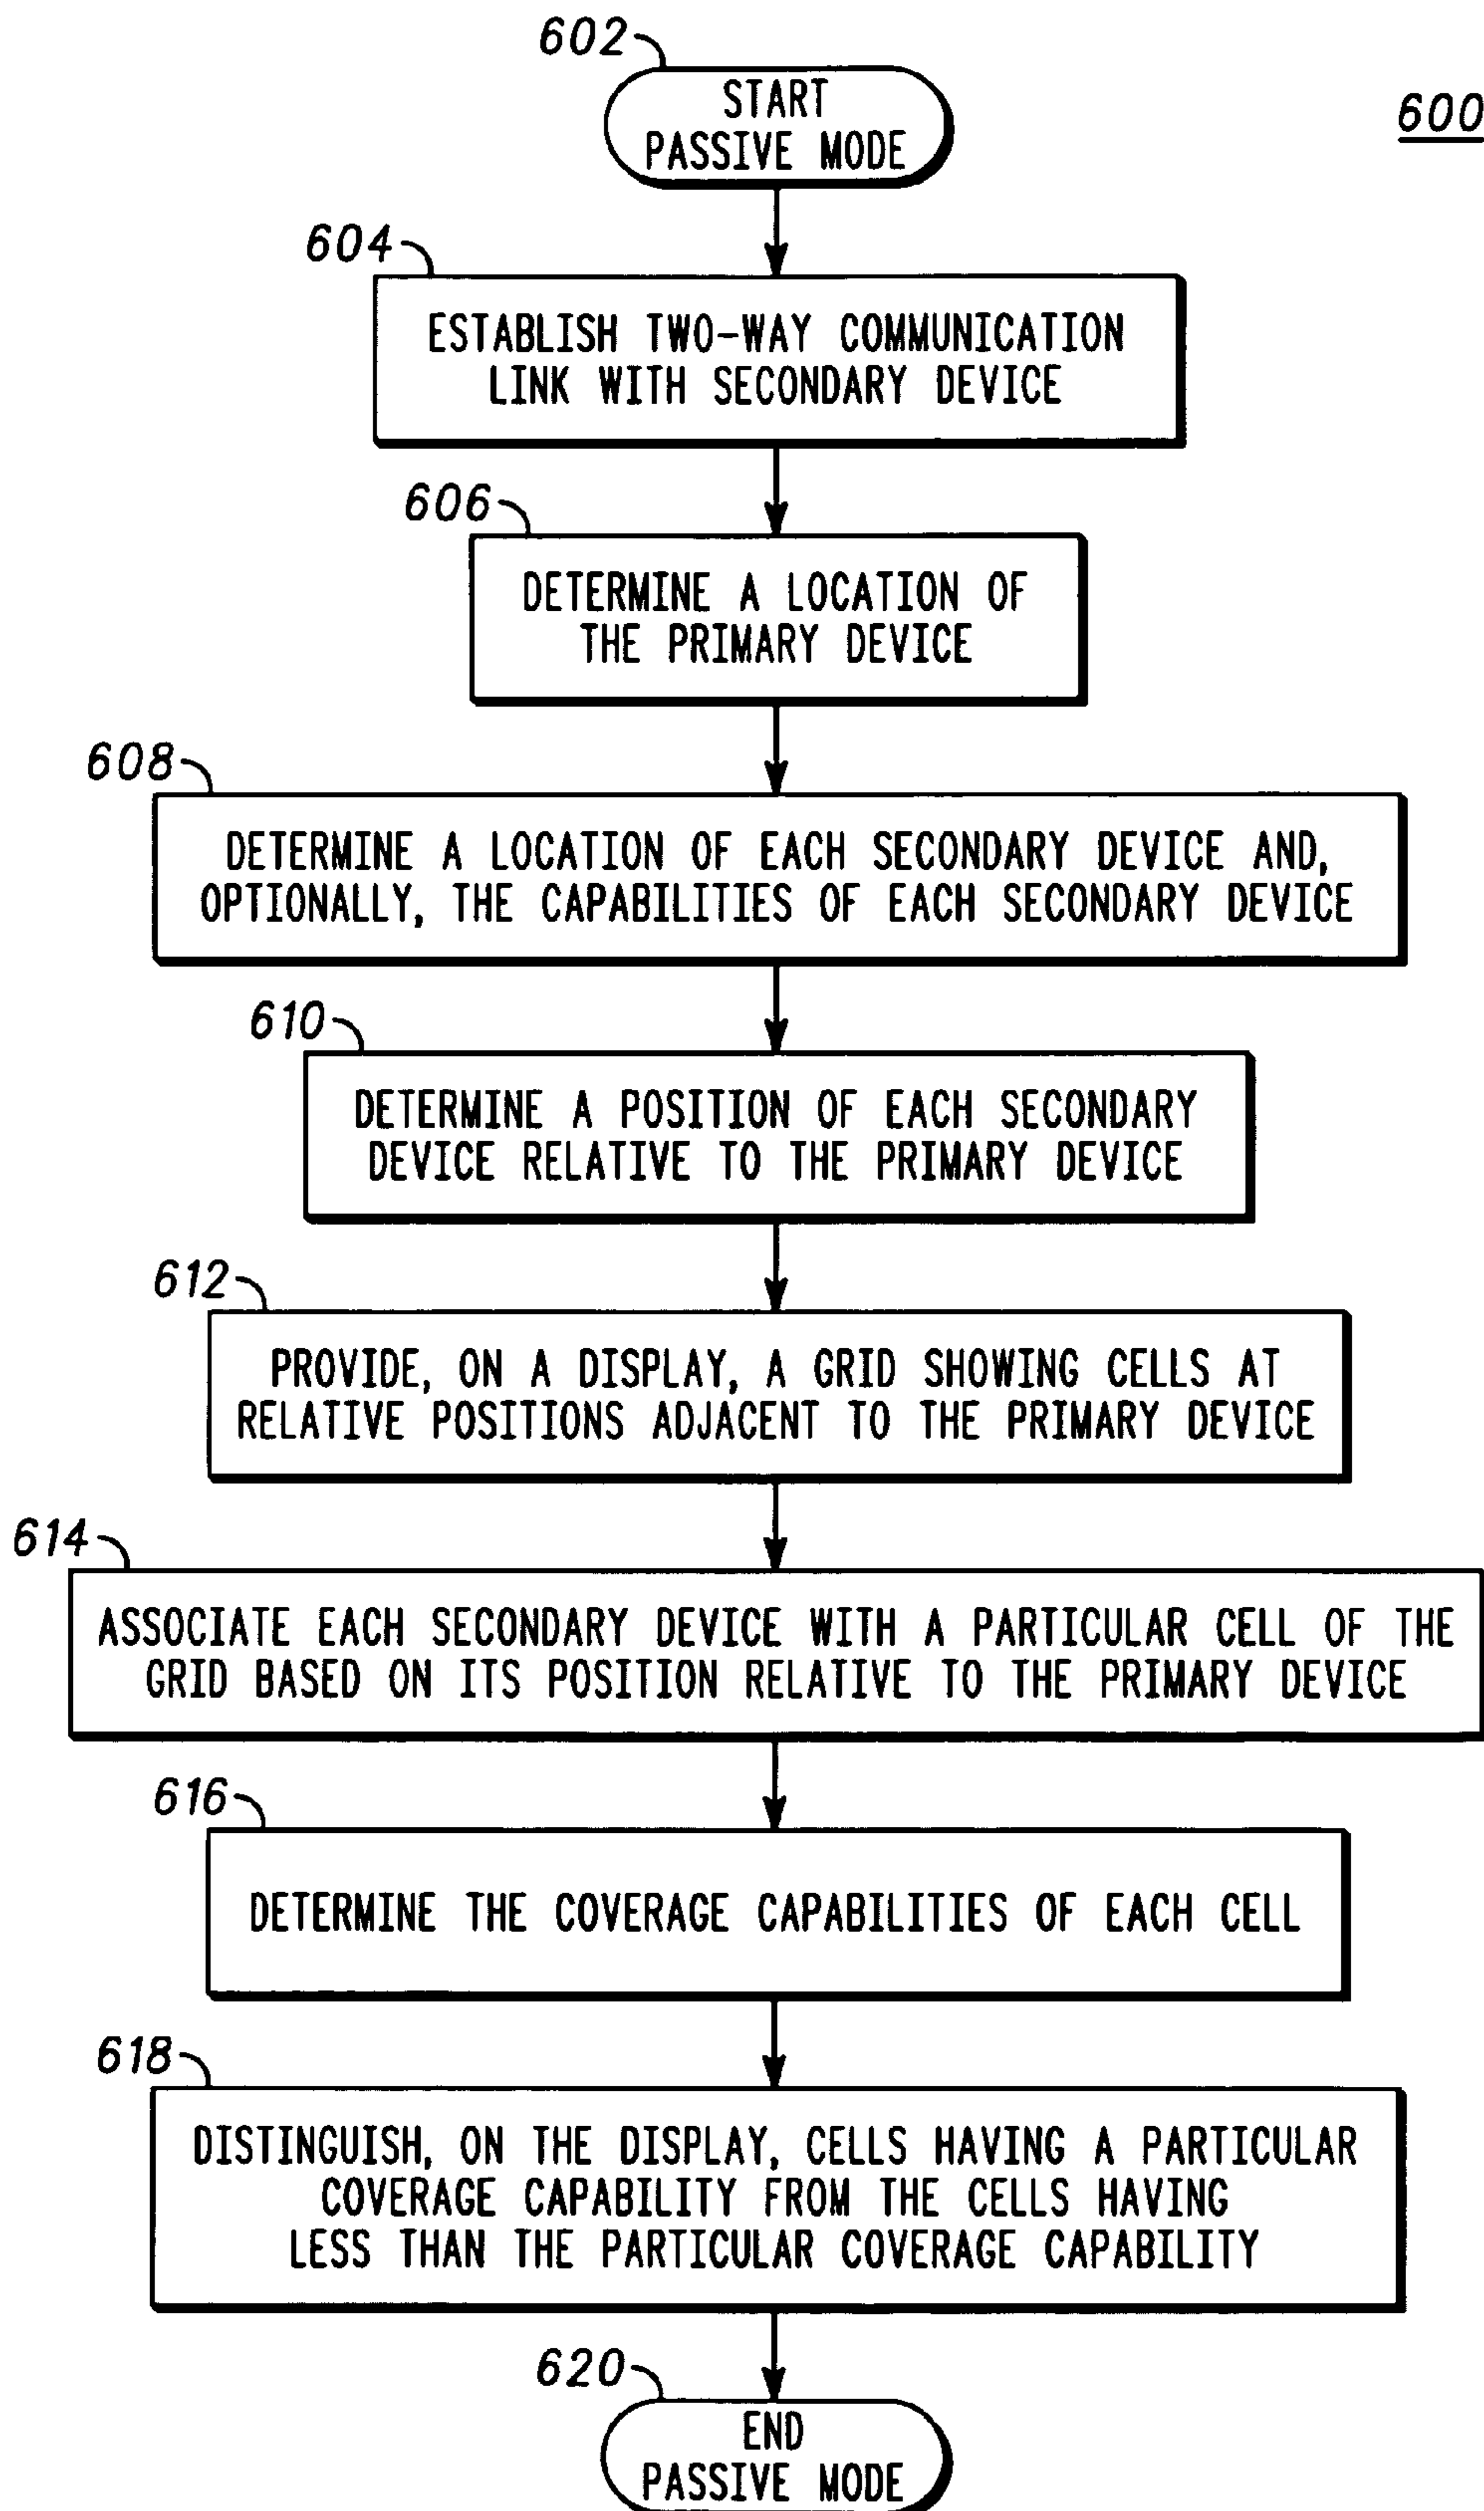 602
START
PASSIVE MODE
600
604
ESTABLISH TWO-WAY COMMUNICATION
LINK WITH SECONDARY DEVICE
606
DETERMINE A LOCATION OF
THE PRIMARY DEVICE
608
DETERMINE A LOCATION OF EACH SECONDARY DEVICE AND,
OPTIONALLY, THE CAPABILITIES OF EACH SECONDARY DEVICE
610
DETERMINE A POSITION OF EACH SECONDARY
DEVICE RELATIVE TO THE PRIMARY DEVICE
612
PROVIDE, ON A DISPLAY, A GRID SHOWING CELLS AT
RELATIVE POSITIONS ADJACENT TO THE PRIMARY DEVICE
614
ASSOCIATE EACH SECONDARY DEVICE WITH A PARTICULAR CELL OF THE
GRID BASED ON ITS POSITION RELATIVE TO THE PRIMARY DEVICE
616
DETERMINE THE COVERAGE CAPABILITIES OF EACH CELL
618
DISTINGUISH, ON THE DISPLAY, CELLS HAVING A PARTICULAR
COVERAGE CAPABILITY FROM THE CELLS HAVING
LESS THAN THE PARTICULAR COVERAGE CAPABILITY
620
END
PASSIVE MODE